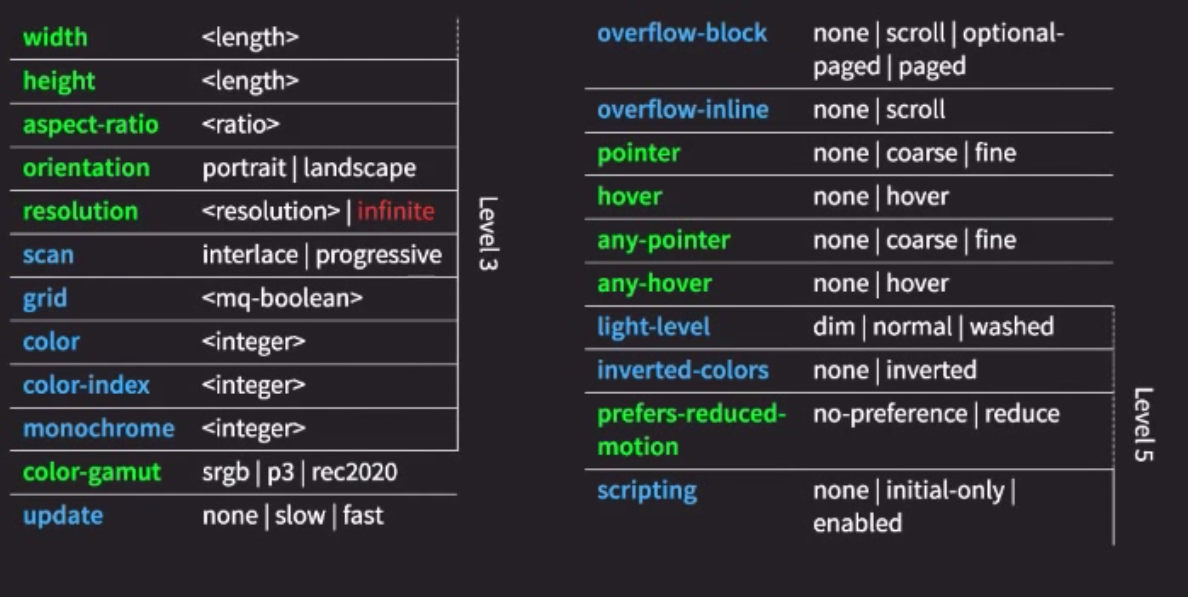 width <length>
height <length>
aspect-ratio <ratio>
orientation portrait | landscape
resolution <resolution> | infinite
scan interlace | progressive
grid <mq-boolean>
color <integer>
color-index <integer>
monochrome <integer>
color-gamut srgb | p3 | rec2020
update none | slow | fast
Level 3
overflow-block none | scroll | optional-
paged | paged
overflow-inline none | scroll
pointer none | coarse | fine
hover none | hover
any-pointer none | coarse | fine
any-hover none | hover
light-level dim | normal | washed
inverted-colors none | inverted
prefers-reduced- no-preference | reduce
motion
scripting none | initial-only |
enabled
Level 5